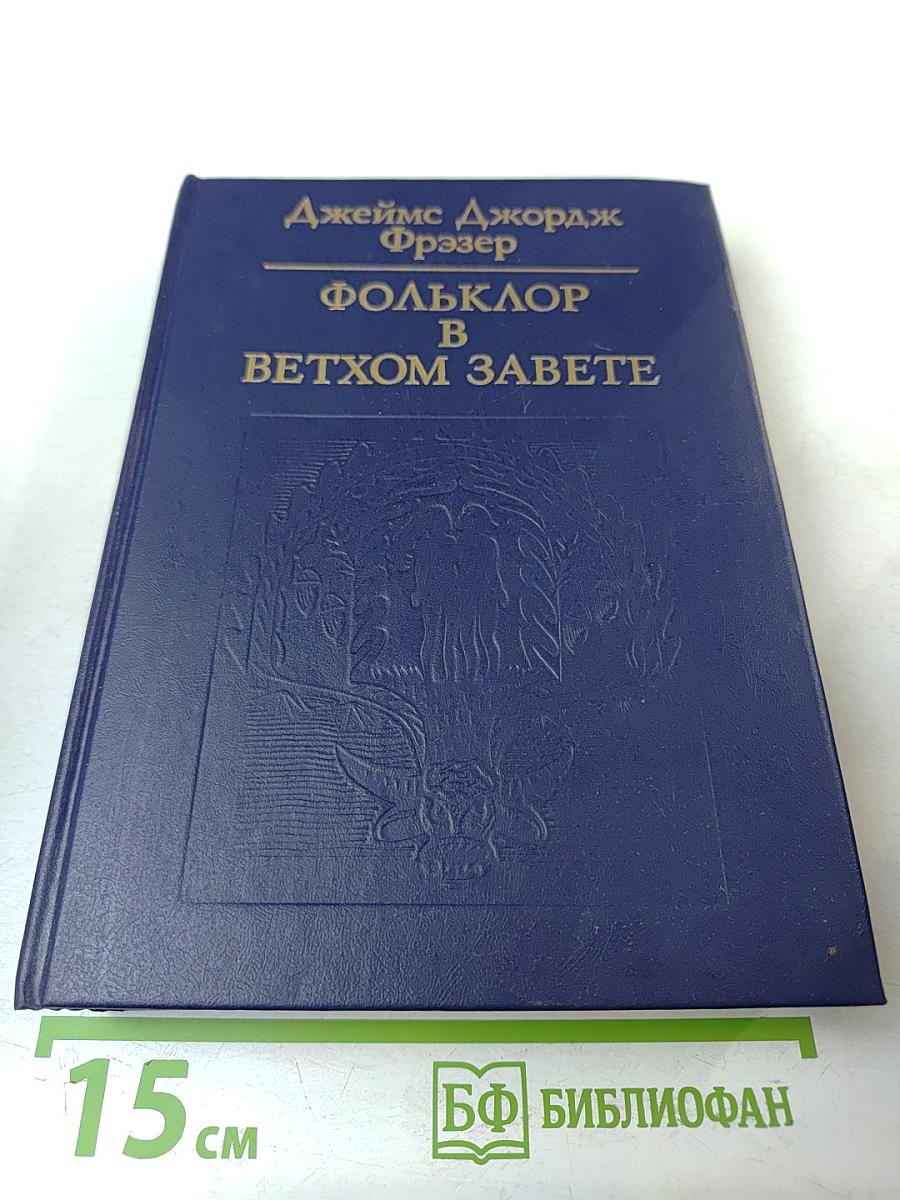 Джеймс Джордж
Фрэзер
ФОЛЬКЛОР
В
ВЕТХОМ ЗАВЕТЕ
15 см
БФ БИБЛИОФАН